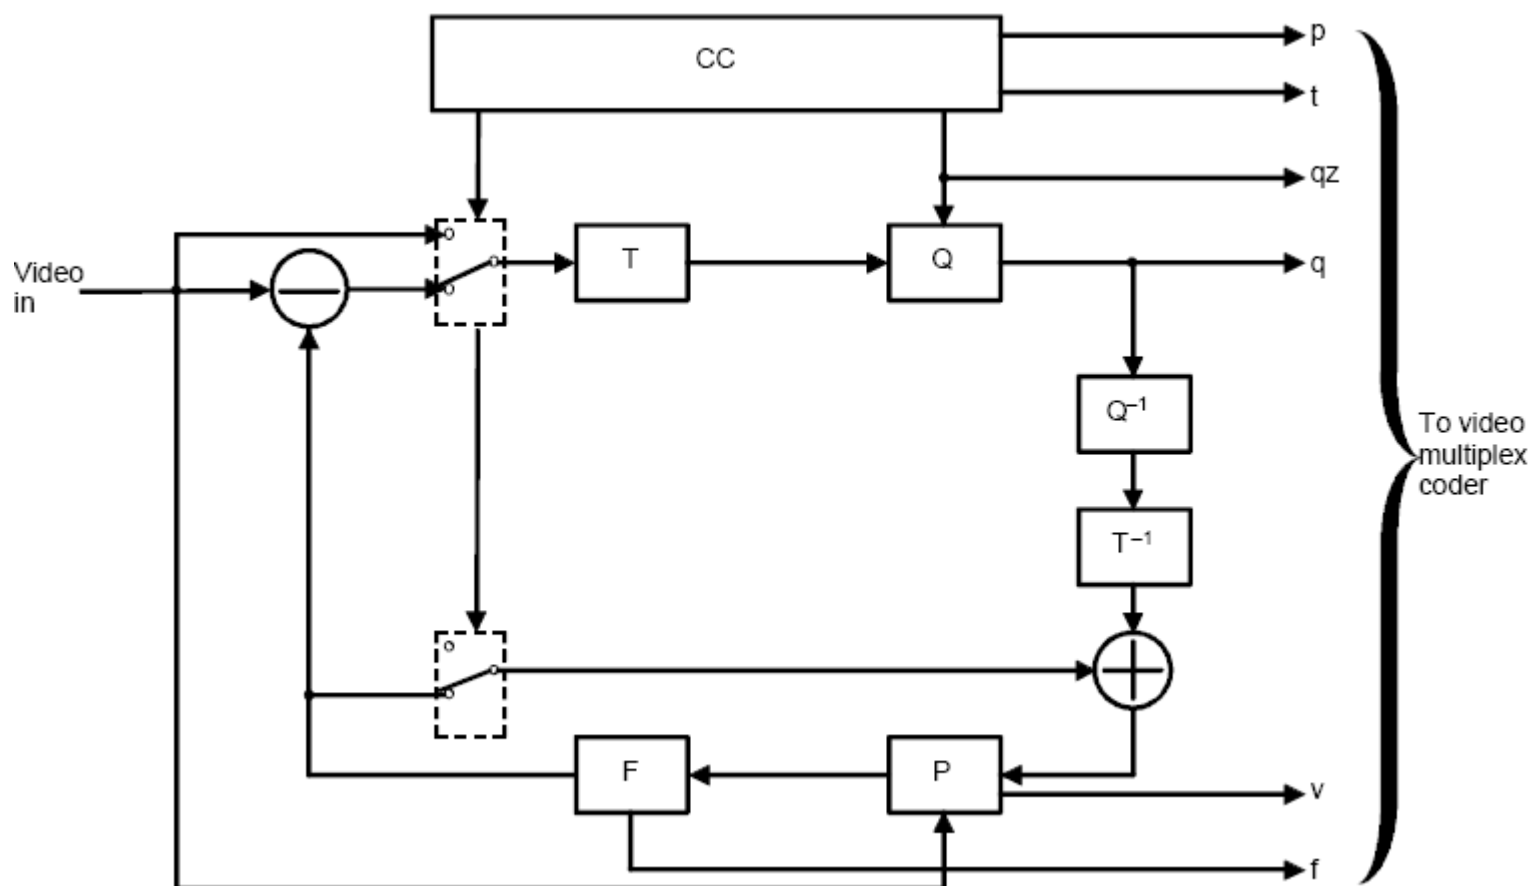 CC
p
t
qz
Video
in
T
Q
q
Q–1
T–1
To video
multiplex
coder
F
P
v
f